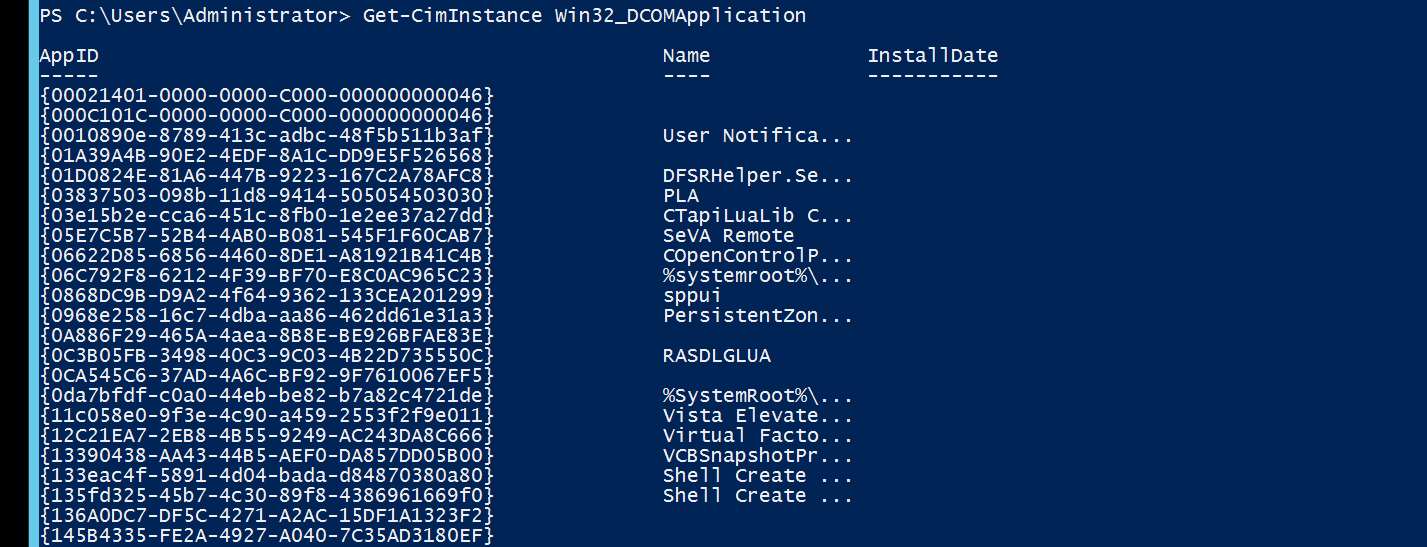 PS C:\Users\Administrator> Get-CimInstance Win32_DCOMApplication
AppID Name InstallDate
----- ---- -----------
{00021401-0000-0000-C000-000000000046}
{000C101C-0000-0000-C000-000000000046}
{0010890e-8789-413c-adbc-48f5b511b3af} User Notifica...
{01A39A4B-90E2-4EDF-8A1C-DD9E5F526568}
{01D0824E-81A6-447B-9223-167C2A78AFC8} DFSRHelper.Se...
{03837503-098b-11d8-9414-505054503030} PLA
{03e15b2e-cca6-451c-8fb0-1e2ee37a27dd} CTapiLuaLib C...
{05E7C5B7-52B4-4AB0-B081-545F1F60CAB7} SeVA Remote
{06622D85-6856-4460-8DE1-A81921B41C4B} COpenControlP...
{06C792F8-6212-4F39-BF70-E8C0AC965C23} %systemroot%\...
{0868DC9B-D9A2-4f64-9362-133CEA201299} sppui
{0968e258-16c7-4dba-aa86-462dd61e31a3} PersistentZon...
{0A886F29-465A-4aea-8B8E-BE926BFAE83E}
{0C3B05FB-3498-40C3-9C03-4B22D735550C} RASDLGLUA
{0CA545C6-37AD-4A6C-BF92-9F7610067EF5}
{0da7bfdf-c0a0-44eb-be82-b7a82c4721de} %SystemRoot%\...
{11c058e0-9f3e-4c90-a459-2553f2f9e011} Vista Elevate...
{12C21EA7-2EB8-4B55-9249-AC243DA8C666} Virtual Facto...
{13390438-AA43-44B5-AEF0-DA857DD05B00} VCBSnapshotPr...
{133eac4f-5891-4d04-bada-d84870380a80} Shell Create ...
{135fd325-45b7-4c30-89f8-4386961669f0} Shell Create ...
{136A0DC7-DF5C-4271-A2AC-15DF1A1323F2}
{145B4335-FE2A-4927-A040-7C35AD3180EF}